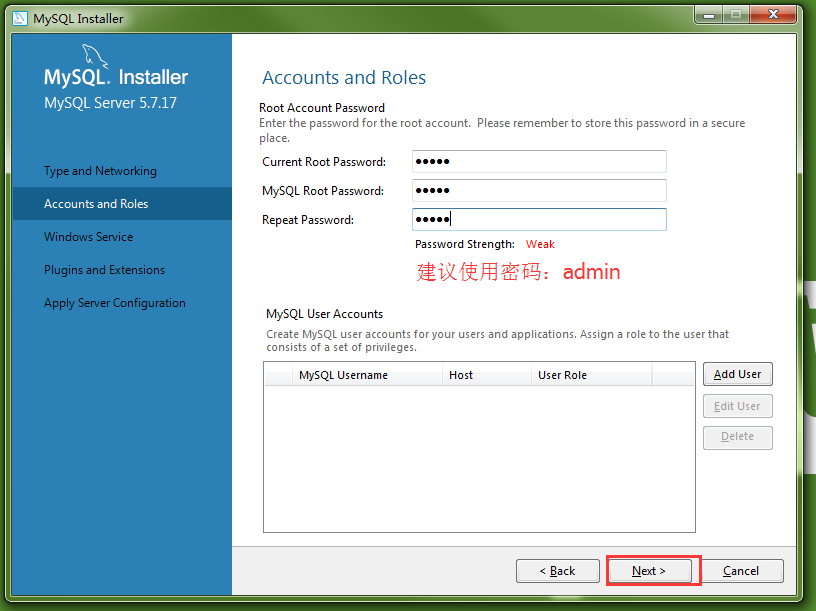 MySQL Installer
MySQL. Installer
MySQL Server 5.7.17
Type and Networking
Accounts and Roles
Windows Service
Plugins and Extensions
Apply Server Configuration
Accounts and Roles
Root Account Password
Enter the password for the root account. Please remember to store this password in a secure
place.
Current Root Password: ●●●●●
MySQL Root Password: ●●●●●
Repeat Password: ●●●●●
Password Strength: Weak
建议使用密码：admin
MySQL User Accounts
Create MySQL user accounts for your users and applications. Assign a role to the user that
consists of a set of privileges.
MySQL Username Host User Role
Add User
Edit User
Delete
< Back Next > Cancel